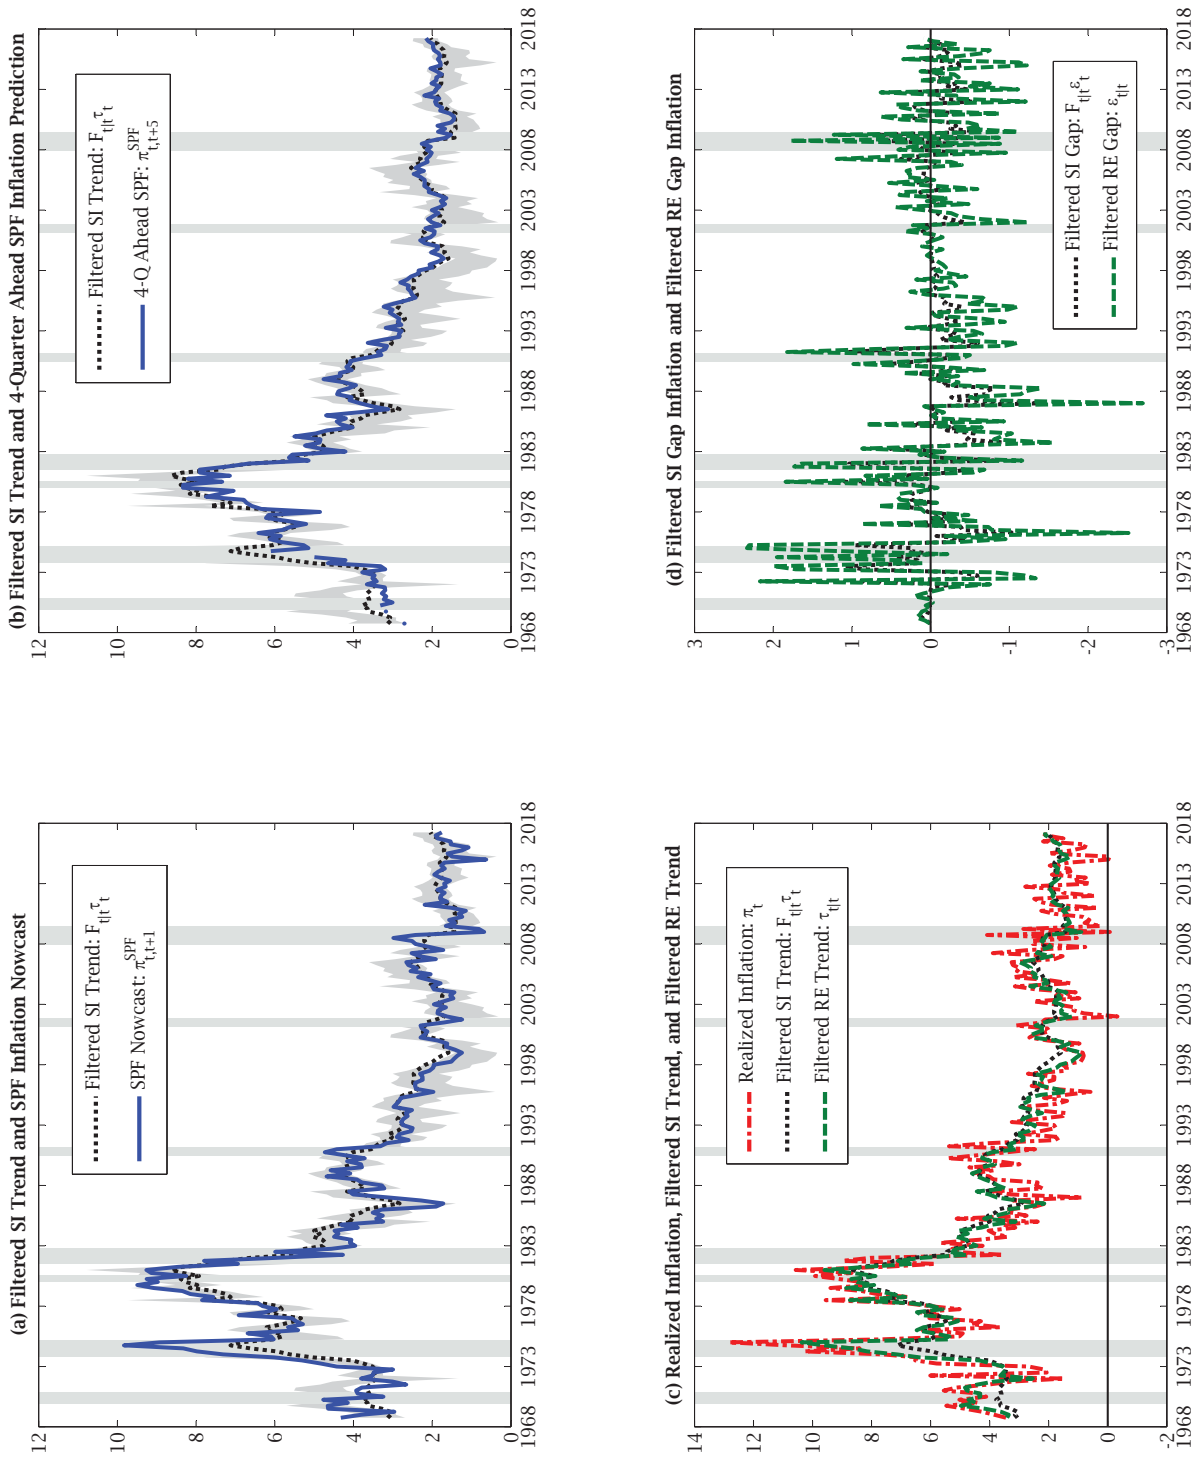 (a) Filtered SI Trend and SPF Inflation Nowcast
12
10
8
6
4
2
0
1968 1973 1978 1983 1988 1993 1998 2003 2008 2013 2018
Filtered SI Trend: F_{t|t}τ_t
SPF Nowcast: π^{SPF}_{t,t+1}
(b) Filtered SI Trend and 4-Quarter Ahead SPF Inflation Prediction
12
10
8
6
4
2
0
1968 1973 1978 1983 1988 1993 1998 2003 2008 2013 2018
Filtered SI Trend: F_{t|t}τ_t
4-Q Ahead SPF: π^{SPF}_{t,t+5}
(c) Realized Inflation, Filtered SI Trend, and Filtered RE Trend
14
12
10
8
6
4
2
0
-2
1968 1973 1978 1983 1988 1993 1998 2003 2008 2013 2018
Realized Inflation: π_t
Filtered SI Trend: F_{t|t}τ_t
Filtered RE Trend: τ_{t|t}
(d) Filtered SI Gap Inflation and Filtered RE Gap Inflation
3
2
1
0
-1
-2
-3
1968 1973 1978 1983 1988 1993 1998 2003 2008 2013 2018
Filtered SI Gap: F_{t|t}ε_t
Filtered RE Gap: ε_{t|t}